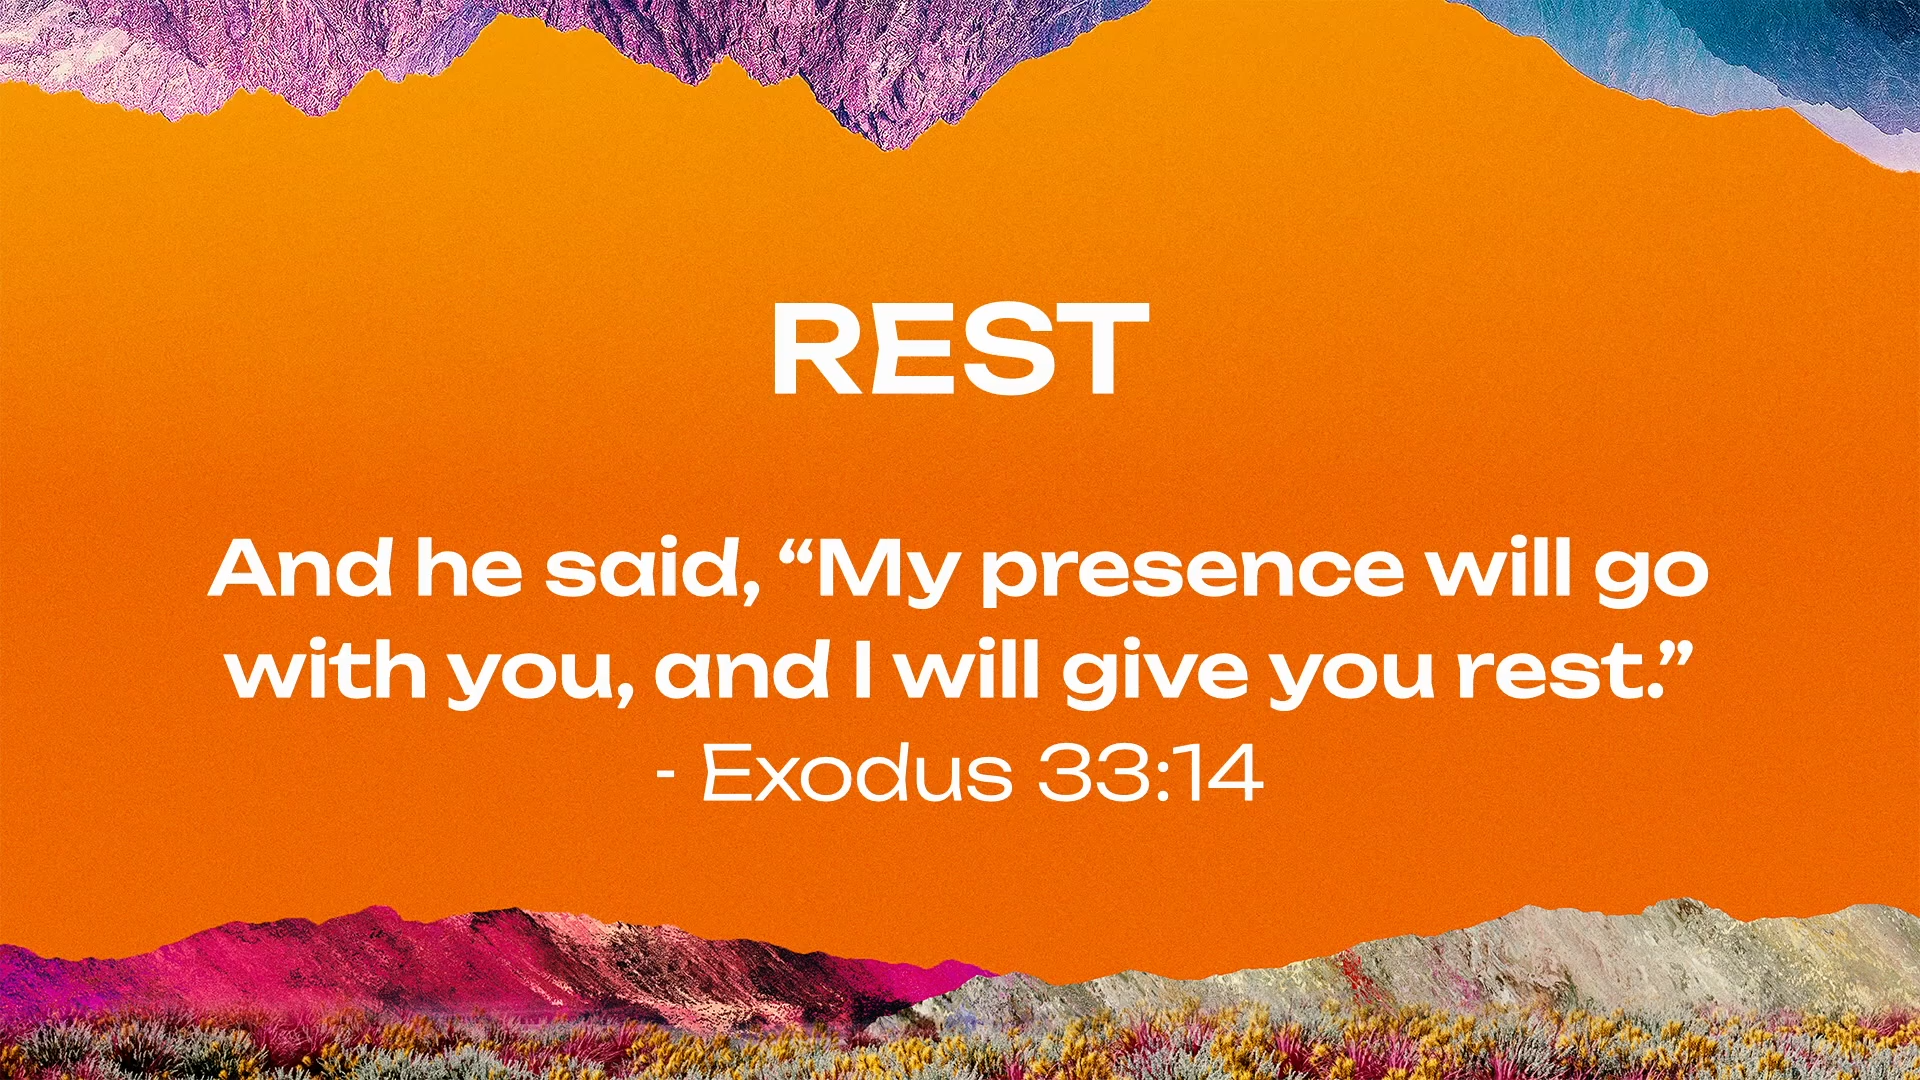 REST
And he said, “My presence will go
with you, and I will give you rest.”
- Exodus 33:14